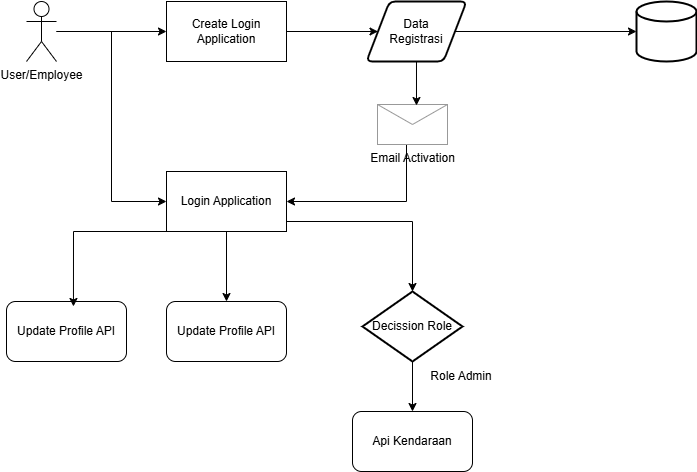 Create Login
Application
Data
Registrasi
User/Employee
Email Activation
Login Application
Update Profile API
Update Profile API
Decission Role
Role Admin
Api Kendaraan